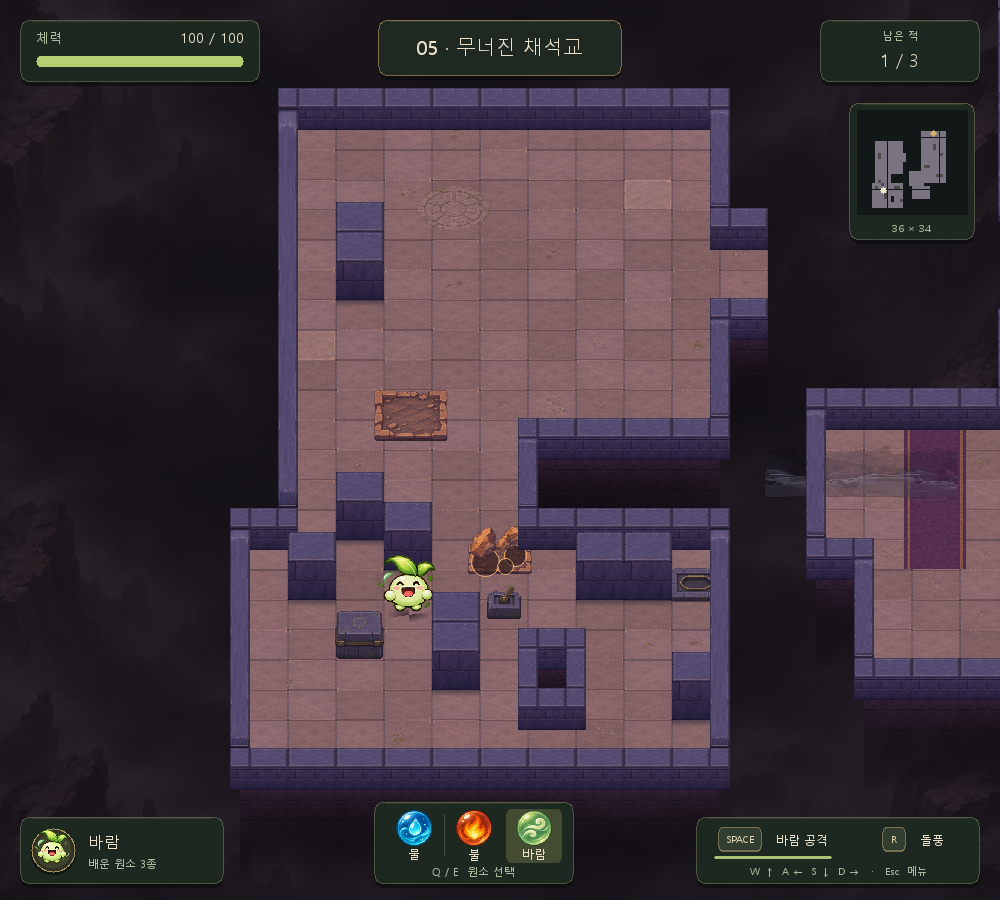 체력 100 / 100
05 · 무너진 채석교
남은 적
1 / 3
36 × 34
바람
배운 원소 3종
물 불 바람
Q / E 원소 선택
SPACE 바람 공격 R 돌풍
W ↑ A ← S ↓ D → · Esc 메뉴